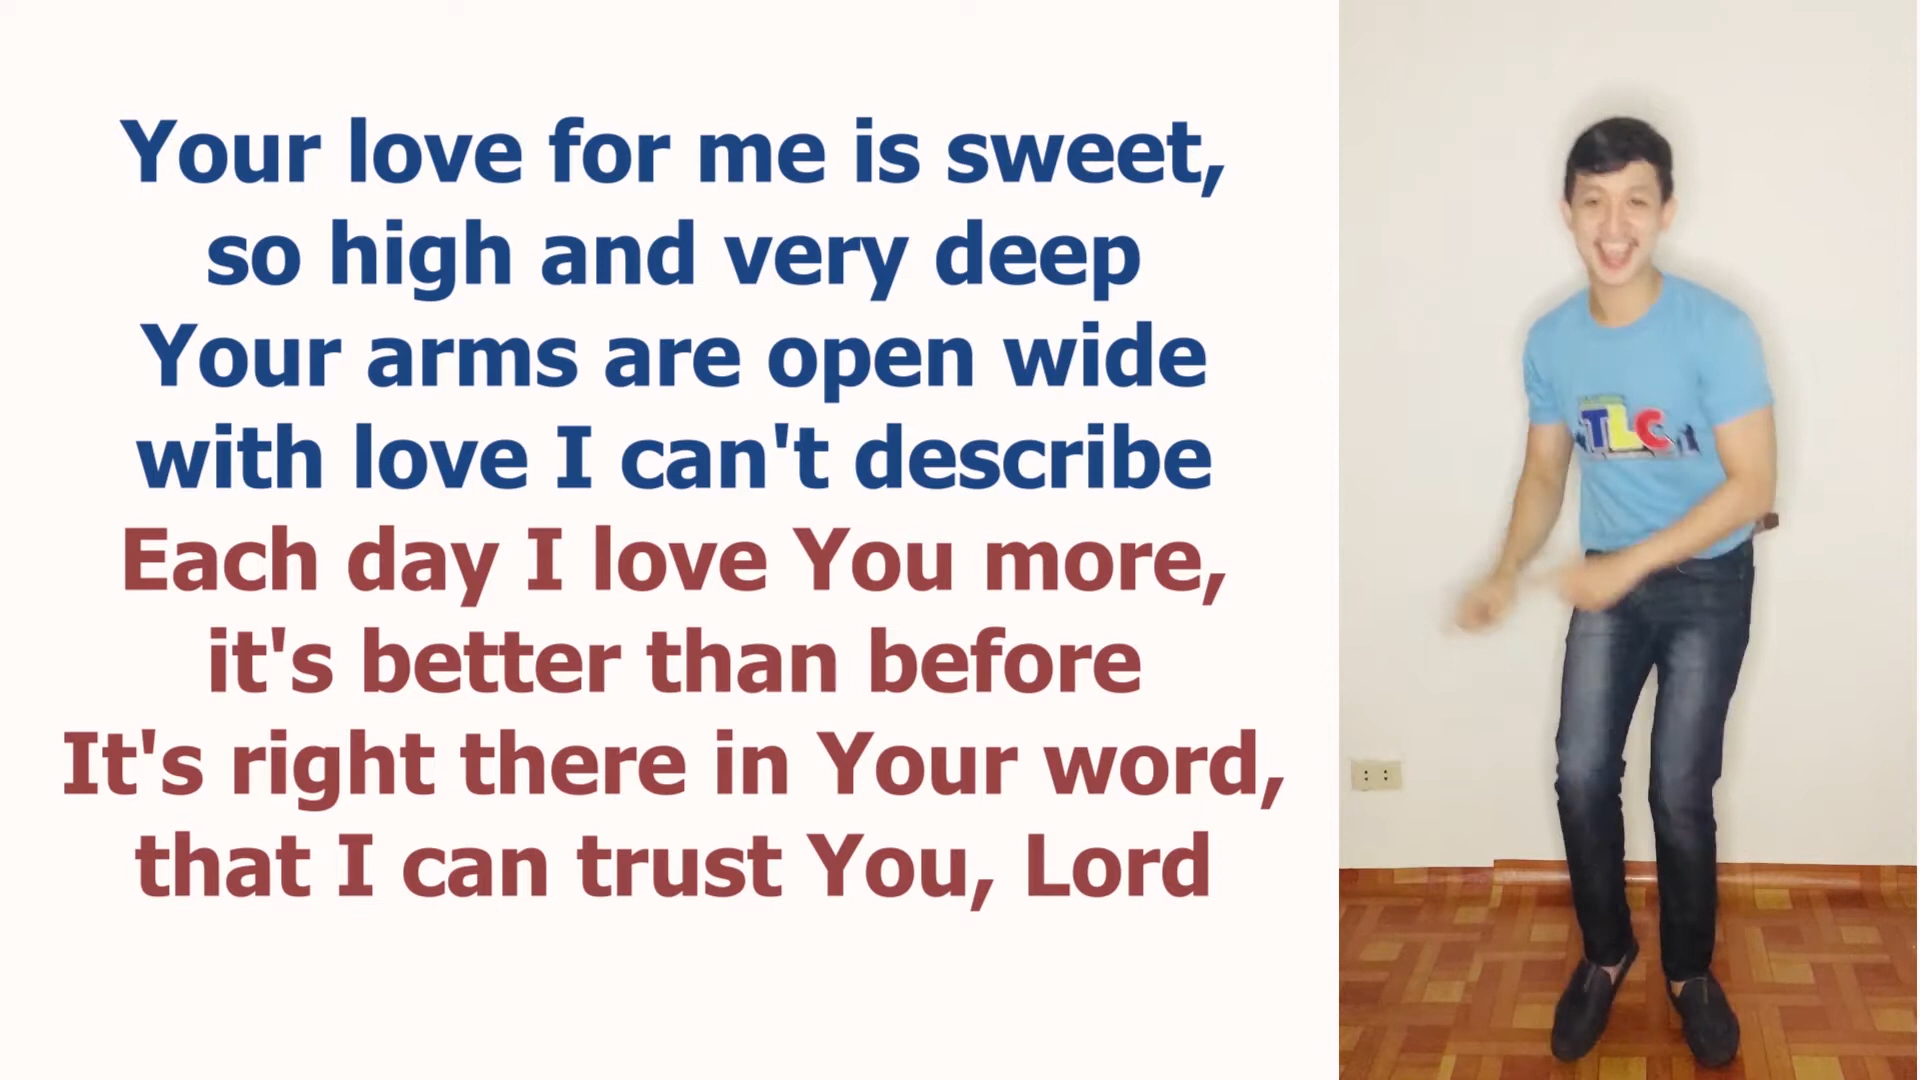 Your love for me is sweet,
so high and very deep
Your arms are open wide
with love I can't describe
Each day I love You more,
it's better than before
It's right there in Your word,
that I can trust You, Lord
TLC